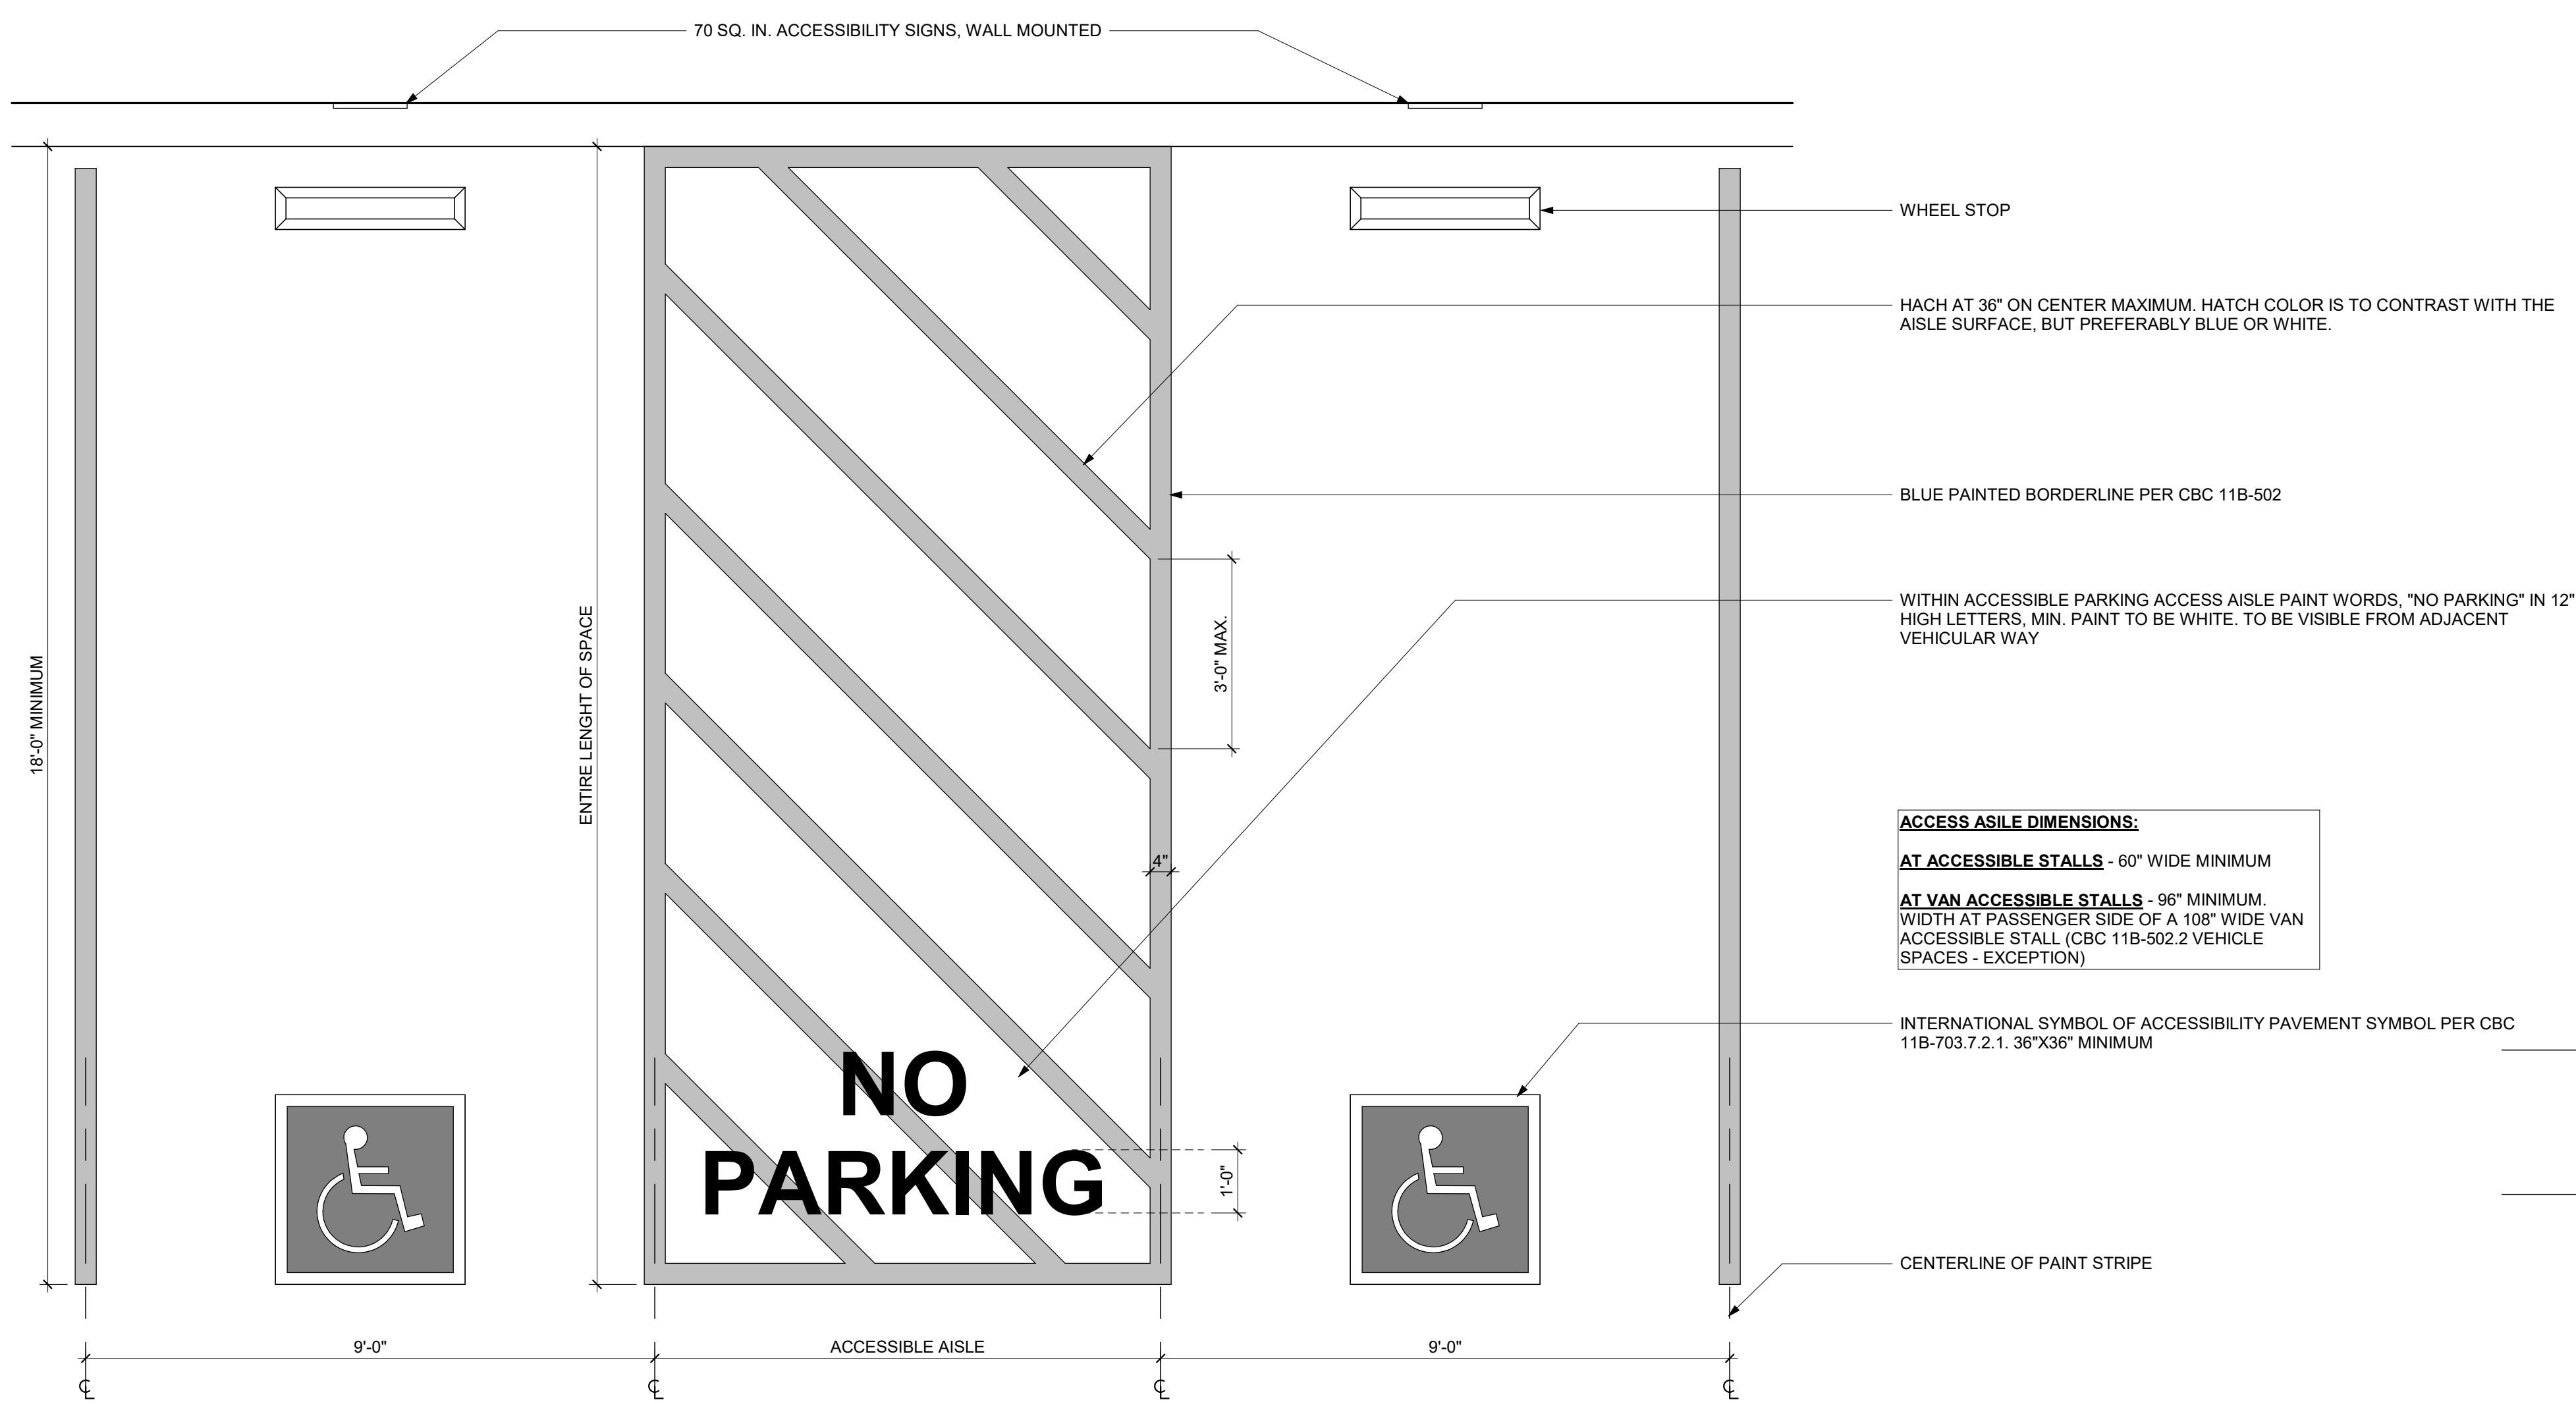 70 SQ. IN. ACCESSIBILITY SIGNS, WALL MOUNTED
WHEEL STOP
HACH AT 36" ON CENTER MAXIMUM. HATCH COLOR IS TO CONTRAST WITH THE
AISLE SURFACE, BUT PREFERABLY BLUE OR WHITE.
BLUE PAINTED BORDERLINE PER CBC 11B-502
WITHIN ACCESSIBLE PARKING ACCESS AISLE PAINT WORDS, "NO PARKING" IN 12"
HIGH LETTERS, MIN. PAINT TO BE WHITE. TO BE VISIBLE FROM ADJACENT
VEHICULAR WAY
18'-0" MINIMUM
ENTIRE LENGHT OF SPACE
3'-0" MAX.
4"
ACCESS ASILE DIMENSIONS:
AT ACCESSIBLE STALLS - 60" WIDE MINIMUM
AT VAN ACCESSIBLE STALLS - 96" MINIMUM.
WIDTH AT PASSENGER SIDE OF A 108" WIDE VAN
ACCESSIBLE STALL (CBC 11B-502.2 VEHICLE
SPACES - EXCEPTION)
INTERNATIONAL SYMBOL OF ACCESSIBILITY PAVEMENT SYMBOL PER CBC
11B-703.7.2.1. 36"X36" MINIMUM
NO
PARKING
1'-0"
CENTERLINE OF PAINT STRIPE
9'-0"
ACCESSIBLE AISLE
9'-0"
℄
℄
℄
℄